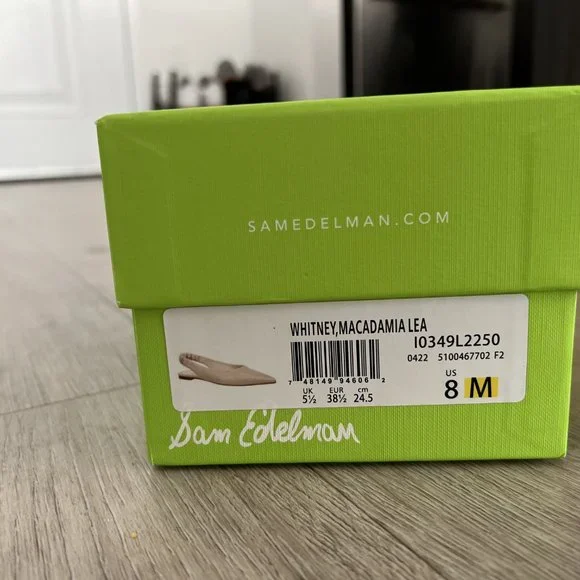 SAMEDELMAN.COM
WHITNEY,MACADAMIA LEA
I0349L2250
0422 5100467702 F2
7 48149 94606 2
UK EUR cm
5½ 38½ 24.5
US
8 M
Sam Edelman